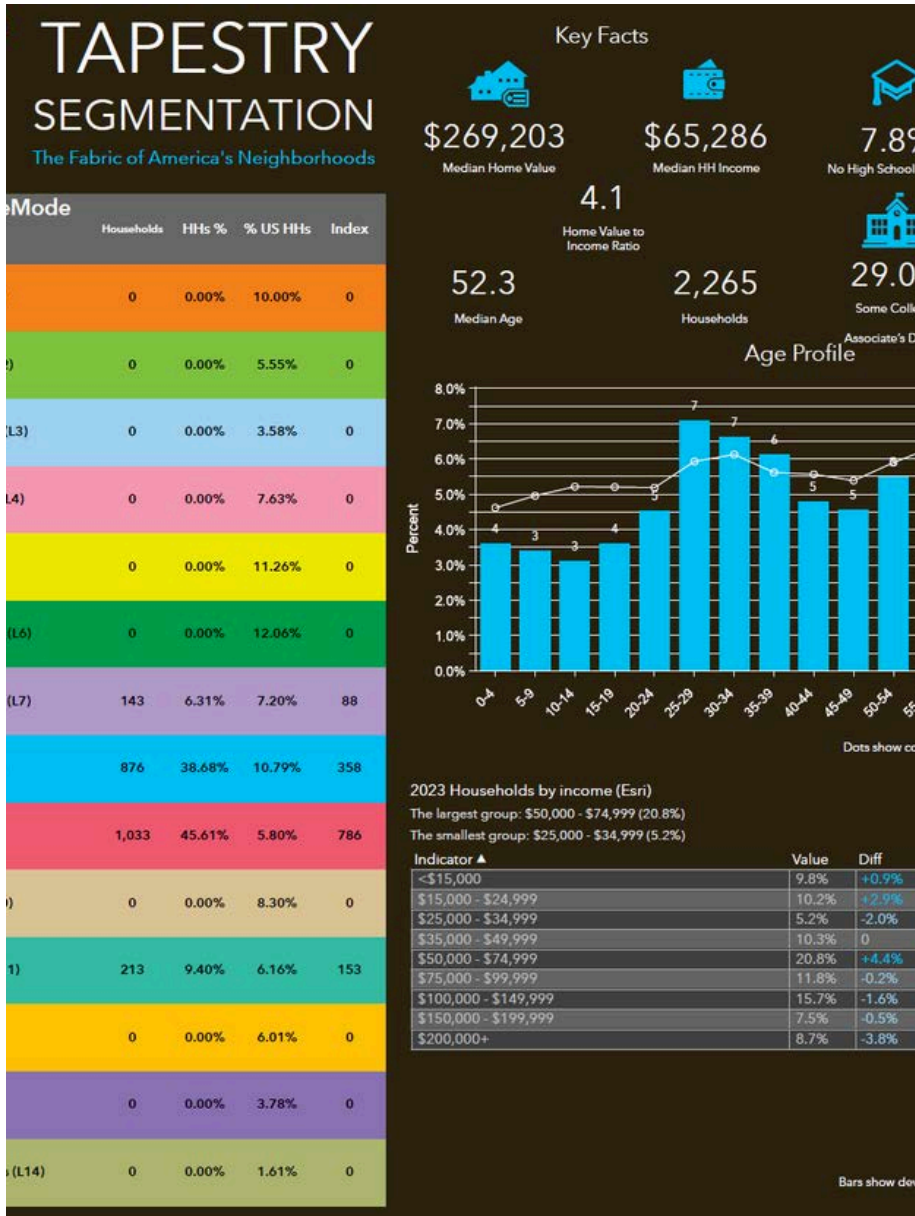 TAPESTRY
SEGMENTATION
The Fabric of America's Neighborhoods
eMode
Households HHs % % US HHs Index
0 0.00% 10.00% 0
2) 0 0.00% 5.55% 0
(L3) 0 0.00% 3.58% 0
L4) 0 0.00% 7.63% 0
0 0.00% 11.26% 0
(L6) 0 0.00% 12.06% 0
(L7) 143 6.31% 7.20% 88
876 38.68% 10.79% 358
1,033 45.61% 5.80% 786
) 0 0.00% 8.30% 0
1) 213 9.40% 6.16% 153
0 0.00% 6.01% 0
0 0.00% 3.78% 0
(L14) 0 0.00% 1.61% 0
Key Facts
$269,203 $65,286 7.8%
Median Home Value Median HH Income No High School
4.1
Home Value to
Income Ratio
52.3 2,265 29.0
Median Age Households Some Colle
Associate's D
Age Profile
8.0%
7.0%
6.0%
5.0%
4.0%
3.0%
2.0%
1.0%
0.0%
Percent
4 3 3 4 5 7 7 6 5 5 6
0-4 5-9 10-14 15-19 20-24 25-29 30-34 35-39 40-44 45-49 50-54 55
Dots show co
2023 Households by income (Esri)
The largest group: $50,000 - $74,999 (20.8%)
The smallest group: $25,000 - $34,999 (5.2%)
Indicator ▲ Value Diff
<$15,000 9.8% +0.9%
$15,000 - $24,999 10.2% +2.9%
$25,000 - $34,999 5.2% -2.0%
$35,000 - $49,999 10.3% 0
$50,000 - $74,999 20.8% +4.4%
$75,000 - $99,999 11.8% -0.2%
$100,000 - $149,999 15.7% -1.6%
$150,000 - $199,999 7.5% -0.5%
$200,000+ 8.7% -3.8%
Bars show dev